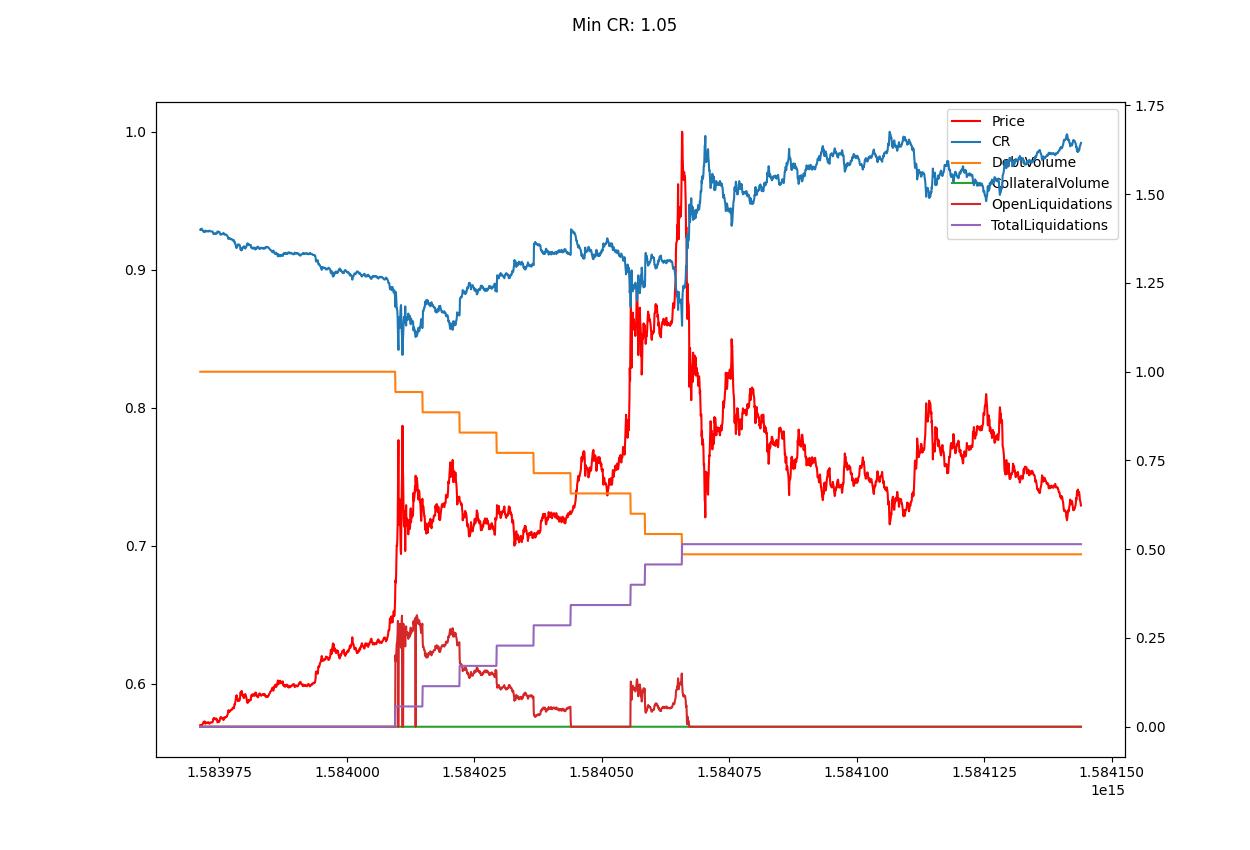 Min CR: 1.05
1.0
0.9
0.8
0.7
0.6
1.75
1.50
1.25
1.00
0.75
0.50
0.25
0.00
Price
CR
DebtVolume
CollateralVolume
OpenLiquidations
TotalLiquidations
1.583975 1.584000 1.584025 1.584050 1.584075 1.584100 1.584125 1.584150
1e15